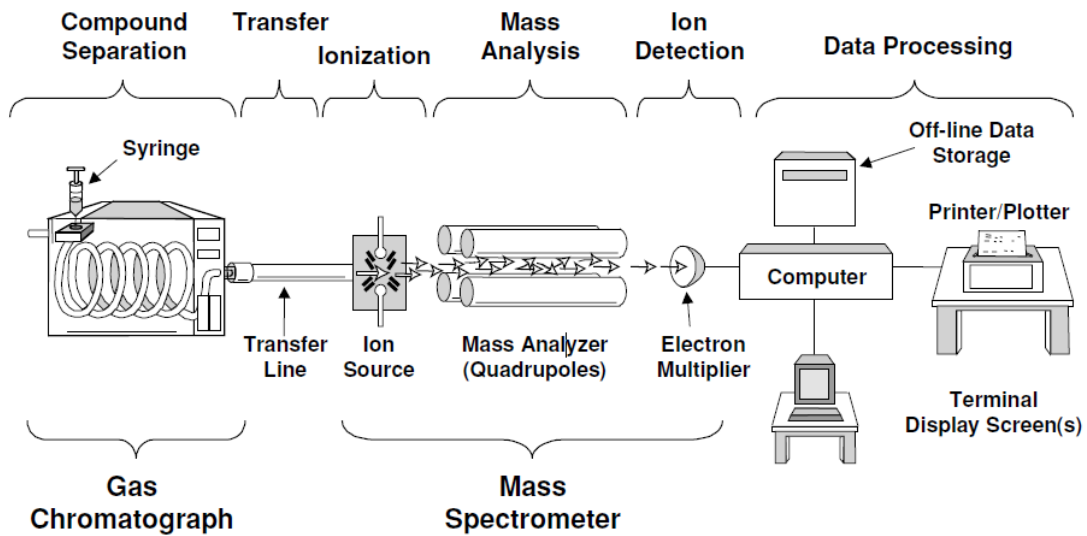 Compound
Separation
Transfer
Ionization
Mass
Analysis
Ion
Detection
Data Processing
Syringe
Off-line Data
Storage
Printer/Plotter
Computer
Transfer
Line
Ion
Source
Mass Analyzer
(Quadrupoles)
Electron
Multiplier
Terminal
Display Screen(s)
Gas
Chromatograph
Mass
Spectrometer